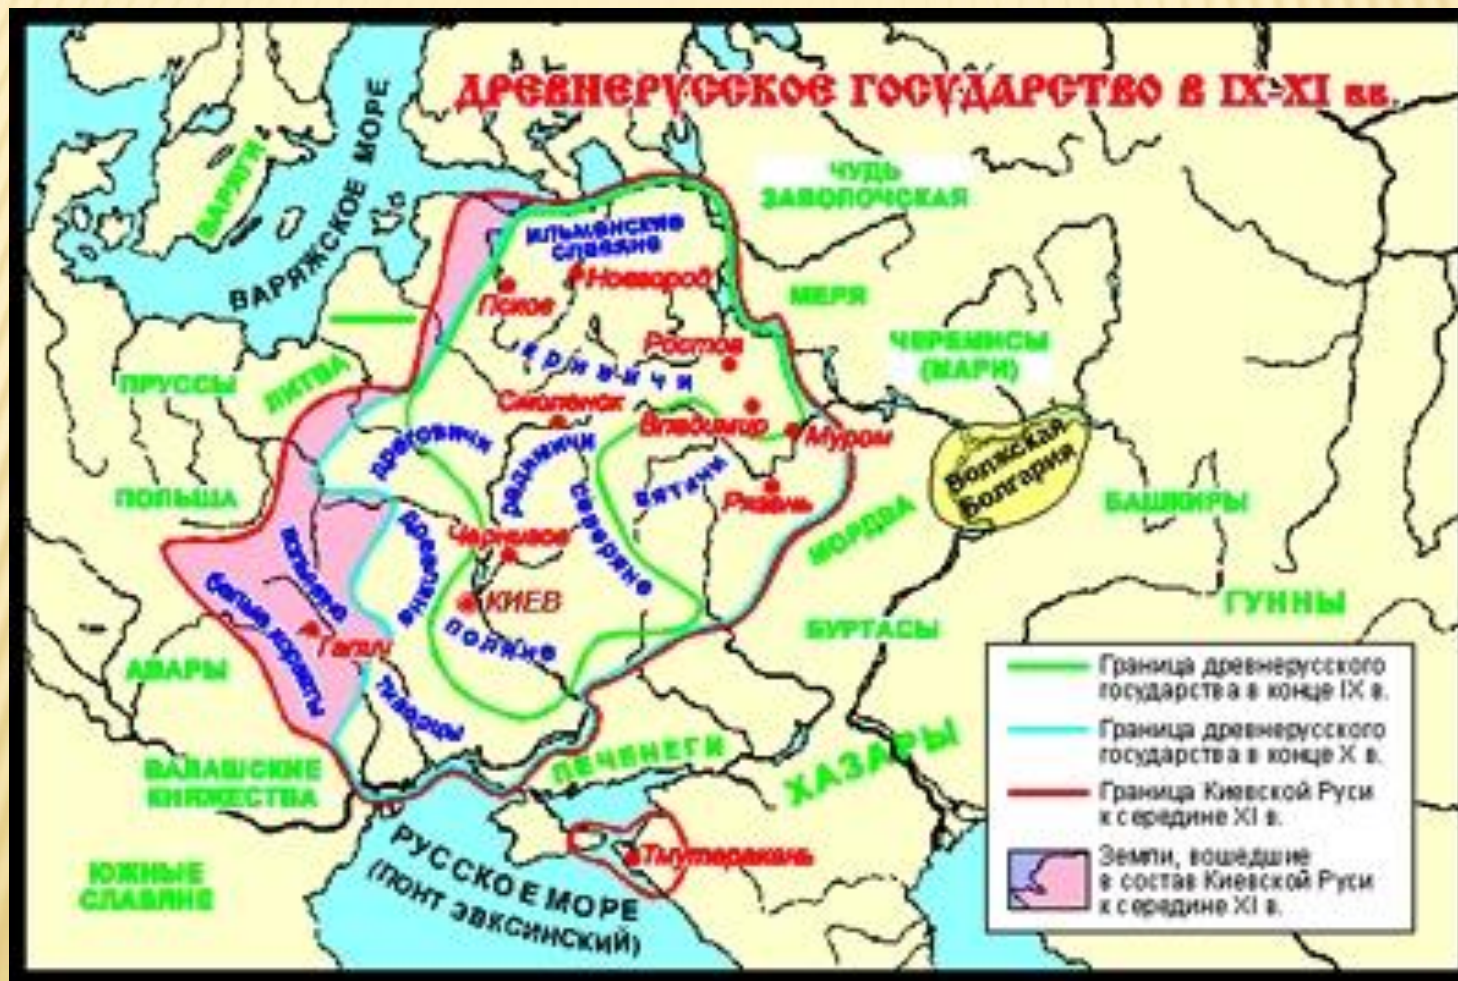 ДРЕВНЕРУССКОЕ ГОСУДАРСТВО В IX-XI вв.
ВАРЯГИ
ВАРЯЖСКОЕ МОРЕ
ЧУДЬ
ЗАВОЛОЧСКАЯ
ИЛЬМЕНСКИЕ
СЛАВЯНЕ
Новгород
Псков
МЕРЯ
Ростов
ЧЕРЕМИСЫ
(МАРИ)
кривичи
ПРУССЫ
ЛИТВА
Смоленск
Владимир
Муром
дреговичи
радимичи
вятичи
Рязань
Волжская
Болгария
ПОЛЬША
северяне
МОРДВА
БАШКИРЫ
Чернигов
древляне
волыняне
белые хорваты
КИЕВ
поляне
ГУННЫ
БУРТАСЫ
Галич
АВАРЫ
тиверцы
ВАЛАШСКИЕ
КНЯЖЕСТВА
ПЕЧЕНЕГИ
ХАЗАРЫ
РУССКОЕ МОРЕ
(ПОНТ ЭВКСИНСКИЙ)
Тмутаракань
ЮЖНЫЕ
СЛАВЯНЕ
Граница древнерусского
государства в конце IX в.
Граница древнерусского
государства в конце X в.
Граница Киевской Руси
к середине XI в.
Земли, вошедшие
в состав Киевской Руси
к середине XI в.